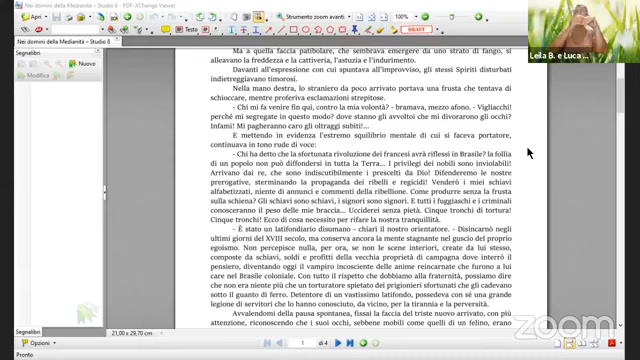 Nei domini della Medianità – Studio 8 - PDF-XChange Viewer
Apri
Strumento zoom avanti
100%
Testo
DRAFT
Nei domini della Medianità – Studio 8
Segnalibri
Nuovo
Modifica
Leila B. e Luca
Ma a quella faccia patibolare, che sembrava emergere da uno strato di fango, si
alleavano la freddezza e la cattiveria, l'astuzia e l'indurimento.
Davanti all'espressione con cui spuntava all'improvviso, gli stessi Spiriti disturbati
indietreggiavano timorosi.
Nella mano destra, lo straniero da poco arrivato portava una frusta che tentava di
schioccare, mentre proferiva esclamazioni strepitose.
- Chi mi fa venire fin qui, contro la mia volontà? - bramava, mezzo afono. - Vigliacchi!
perché mi segregate in questo modo? dove stanno gli avvoltoi che mi divorarono gli occhi?
Infami! Mi pagheranno caro gli oltraggi subiti!...
E mettendo in evidenza l'estremo squilibrio mentale di cui si faceva portatore,
continuava in tono rude di voce:
- Chi ha detto che la sfortunata rivoluzione dei francesi avrà riflessi in Brasile? la follia
di un popolo non può diffondersi in tutta la Terra... I privilegi dei nobili sono inviolabili!
Arrivano dai re, che sono indiscutibilmente i prescelti da Dio! Difenderemo le nostre
prerogative, sterminando la propaganda dei ribelli e regicidi! Venderò i miei schiavi
alfabetizzati, niente di annunci e commenti della ribellione. Come produrre senza la frusta
sulla schiena? Gli schiavi sono schiavi, i signori sono signori. E tutti i fuggiaschi e i criminali
conosceranno il peso delle mie braccia... Ucciderei senza pietà. Cinque tronchi di tortura!
Cinque tronchi! Ecco di cosa necessito per rifare la nostra tranquillità.
- È stato un latifondiario disumano - chiarì il nostro orientatore. - Disincarnò negli
ultimi giorni del XVIII secolo, ma conserva ancora la mente stagnante nel guscio del proprio
egoismo. Non percepisce nulla, per ora, se non le scene interiori, create da lui stesso,
composte da schiavi, soldi e profitti della vecchia proprietà di campagna dove interrò il
pensiero, diventando oggi il vampiro incosciente delle anime reincarnate che furono a lui
care nel Brasile Coloniale. Con tutto il rispetto che dobbiamo alla fraternità, possiamo dire
che non era niente più che un torturatore spietato dei prigionieri sfortunati che gli cadevano
sotto il guanto di ferro. Detentore di un vastissimo latifondo, possedeva con sé una grande
legione di servitori che lo hanno conosciuto, da vicino, per la tirannia e la perversità.
Avvalendomi della pausa spontanea, fissai la faccia del triste nuovo arrivato, con più
attenzione, riconoscendo che i suoi occhi, sebbene mobili come quelli di un felino, erano
Segnalibri
21,00 x 29,70 cm
Opzioni
1
di 4
Pronto
zoom